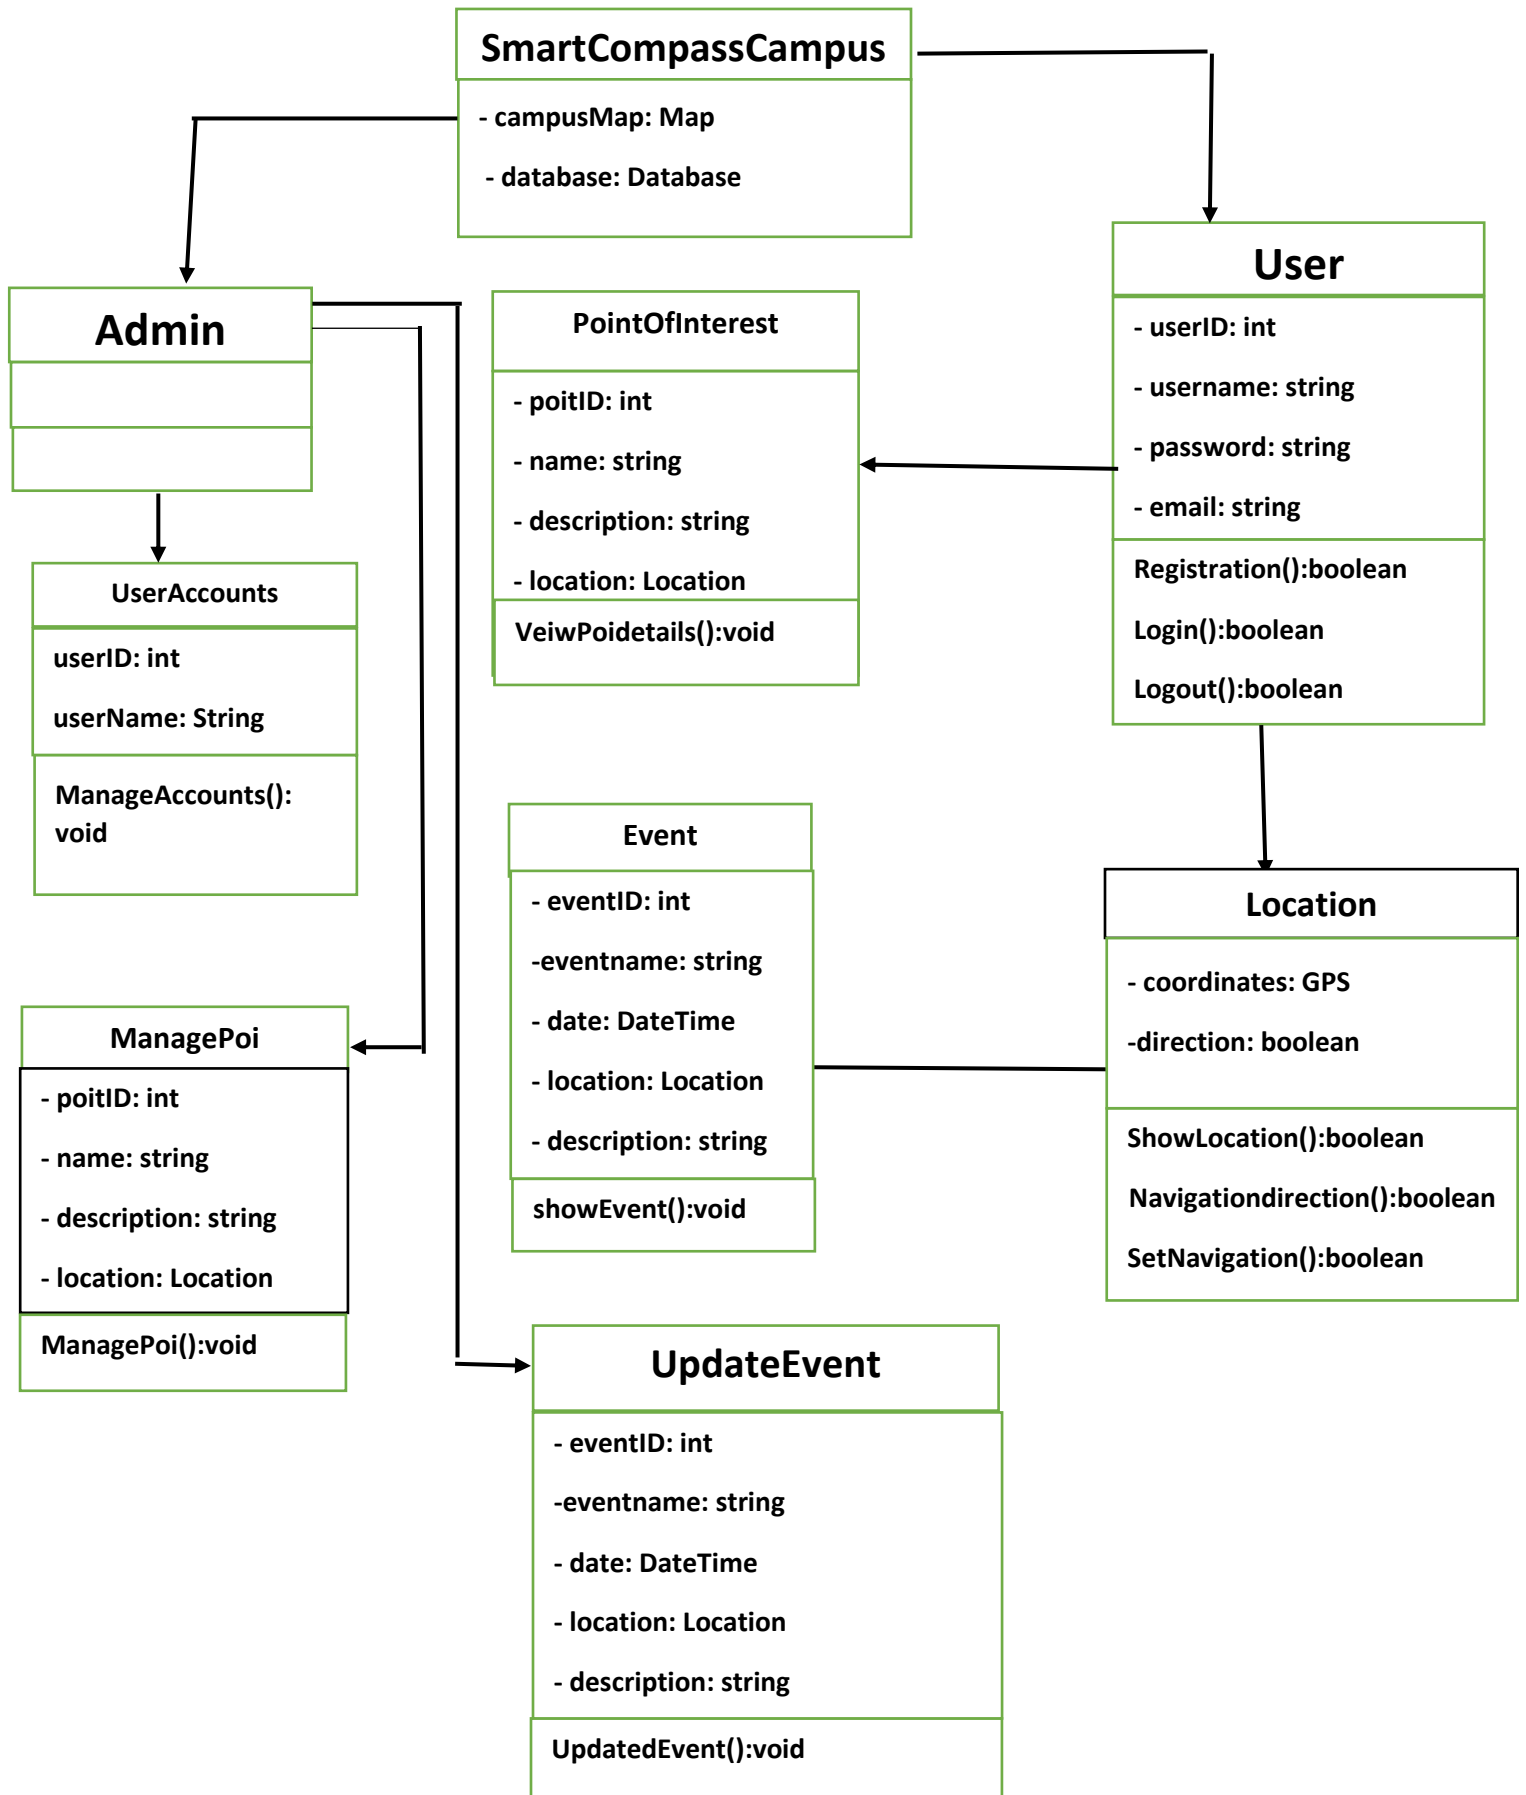 SmartCompassCampus
- campusMap: Map
- database: Database
User
- userID: int
- username: string
- password: string
- email: string
Registration():boolean
Login():boolean
Logout():boolean
Admin
PointOfInterest
- poitID: int
- name: string
- description: string
- location: Location
VeiwPoidetails():void
UserAccounts
userID: int
userName: String
ManageAccounts():
void
Event
- eventID: int
-eventname: string
- date: DateTime
- location: Location
- description: string
showEvent():void
Location
- coordinates: GPS
-direction: boolean
ShowLocation():boolean
Navigationdirection():boolean
SetNavigation():boolean
ManagePoi
- poitID: int
- name: string
- description: string
- location: Location
ManagePoi():void
UpdateEvent
- eventID: int
-eventname: string
- date: DateTime
- location: Location
- description: string
UpdatedEvent():void